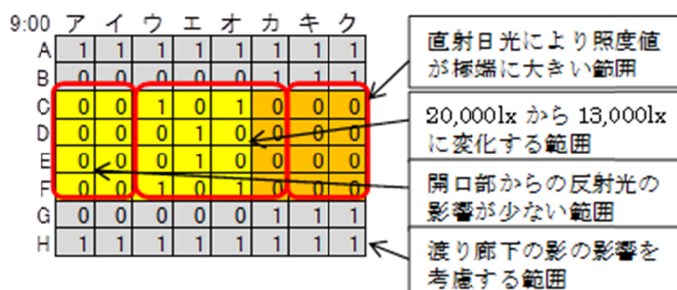 9:00 ア イ ウ エ オ カ キ ク
A 1 1 1 1 1 1 1 1
B 0 0 0 0 0 1 1 1
C 0 0 1 0 1 0 0 0
D 0 0 0 1 0 0 0 0
E 0 0 0 1 0 0 0 0
F 0 0 1 0 1 0 0 0
G 0 0 0 0 0 1 1 1
H 1 1 1 1 1 1 1 1
直射日光により照度値
が極端に大きい範囲
20,000lx から 13,000lx
に変化する範囲
開口部からの反射光の
影響が少ない範囲
渡り廊下の影の影響を
考慮する範囲